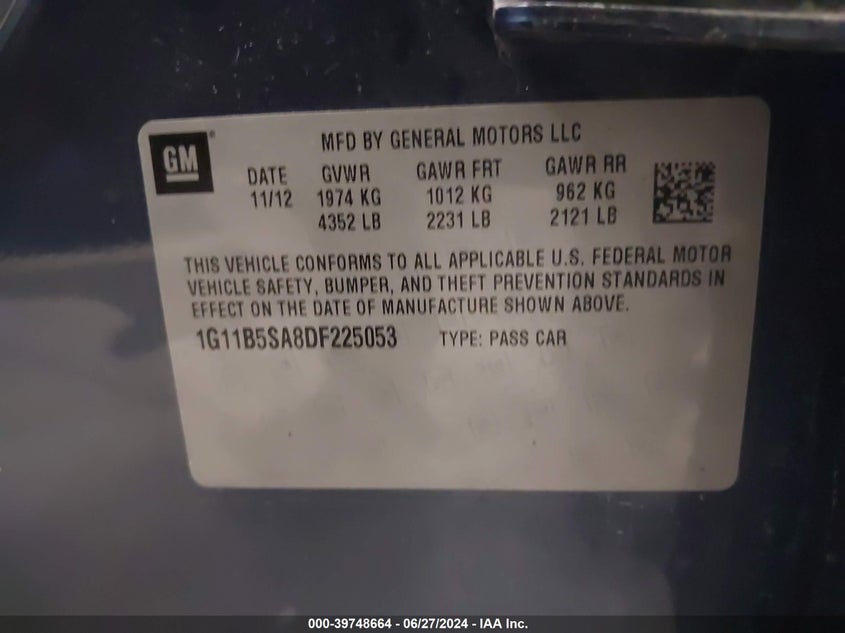 GM
MFD BY GENERAL MOTORS LLC
DATE GVWR GAWR FRT GAWR RR
11/12 1974 KG 1012 KG 962 KG
4352 LB 2231 LB 2121 LB
THIS VEHICLE CONFORMS TO ALL APPLICABLE U.S. FEDERAL MOTOR
VEHICLE SAFETY, BUMPER, AND THEFT PREVENTION STANDARDS IN
EFFECT ON THE DATE OF MANUFACTURE SHOWN ABOVE.
1G11B5SA8DF225053 TYPE: PASS CAR
000-39748664 - 06/27/2024 - IAA Inc.